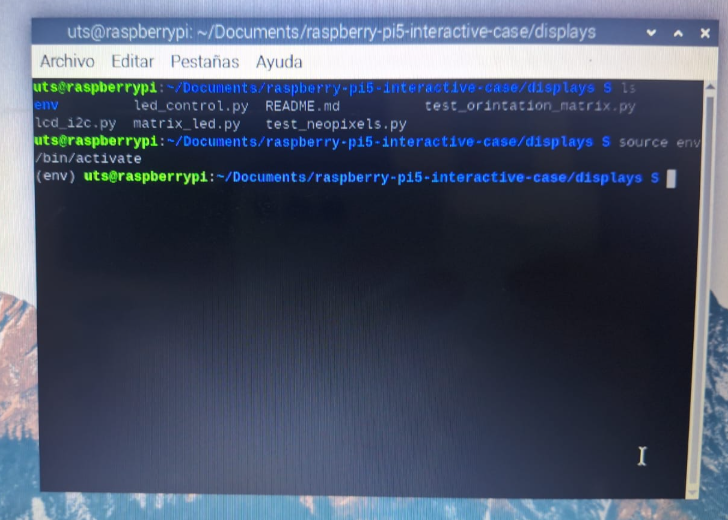 uts@raspberrypi: ~/Documents/raspberry-pi5-interactive-case/displays
Archivo Editar Pestañas Ayuda
uts@raspberrypi:~/Documents/raspberry-pi5-interactive-case/displays $ ls
env led_control.py README.md test_orintation_matrix.py
lcd_i2c.py matrix_led.py test_neopixels.py
uts@raspberrypi:~/Documents/raspberry-pi5-interactive-case/displays $ source env
/bin/activate
(env) uts@raspberrypi:~/Documents/raspberry-pi5-interactive-case/displays $